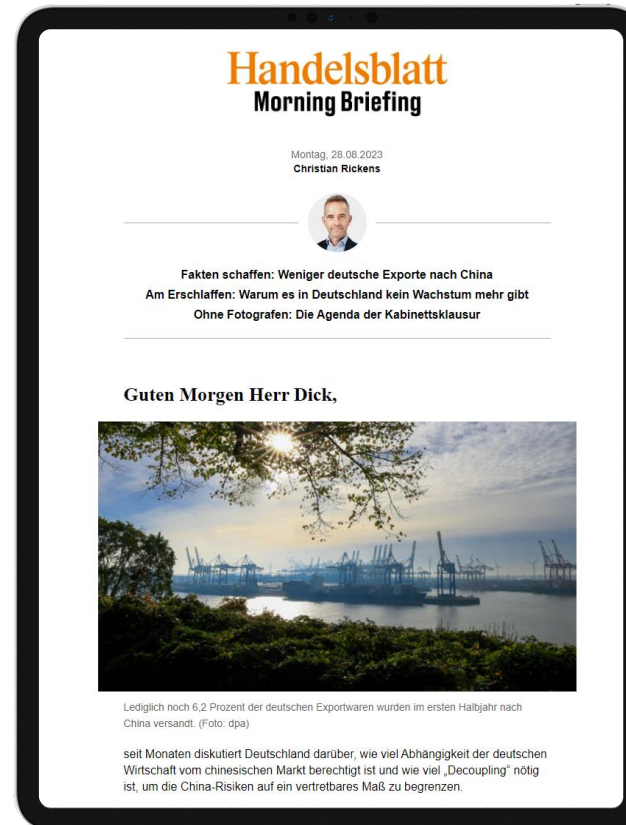 Handelsblatt
Morning Briefing
Montag, 28.08.2023
Christian Rickens
Fakten schaffen: Weniger deutsche Exporte nach China
Am Erschlaffen: Warum es in Deutschland kein Wachstum mehr gibt
Ohne Fotografen: Die Agenda der Kabinettsklausur
Guten Morgen Herr Dick,
Lediglich noch 6,2 Prozent der deutschen Exportwaren wurden im ersten Halbjahr nach
China versandt. (Foto: dpa)
seit Monaten diskutiert Deutschland darüber, wie viel Abhängigkeit der deutschen
Wirtschaft vom chinesischen Markt berechtigt ist und wie viel „Decoupling" nötig
ist, um die China-Risiken auf ein vertretbares Maß zu begrenzen.